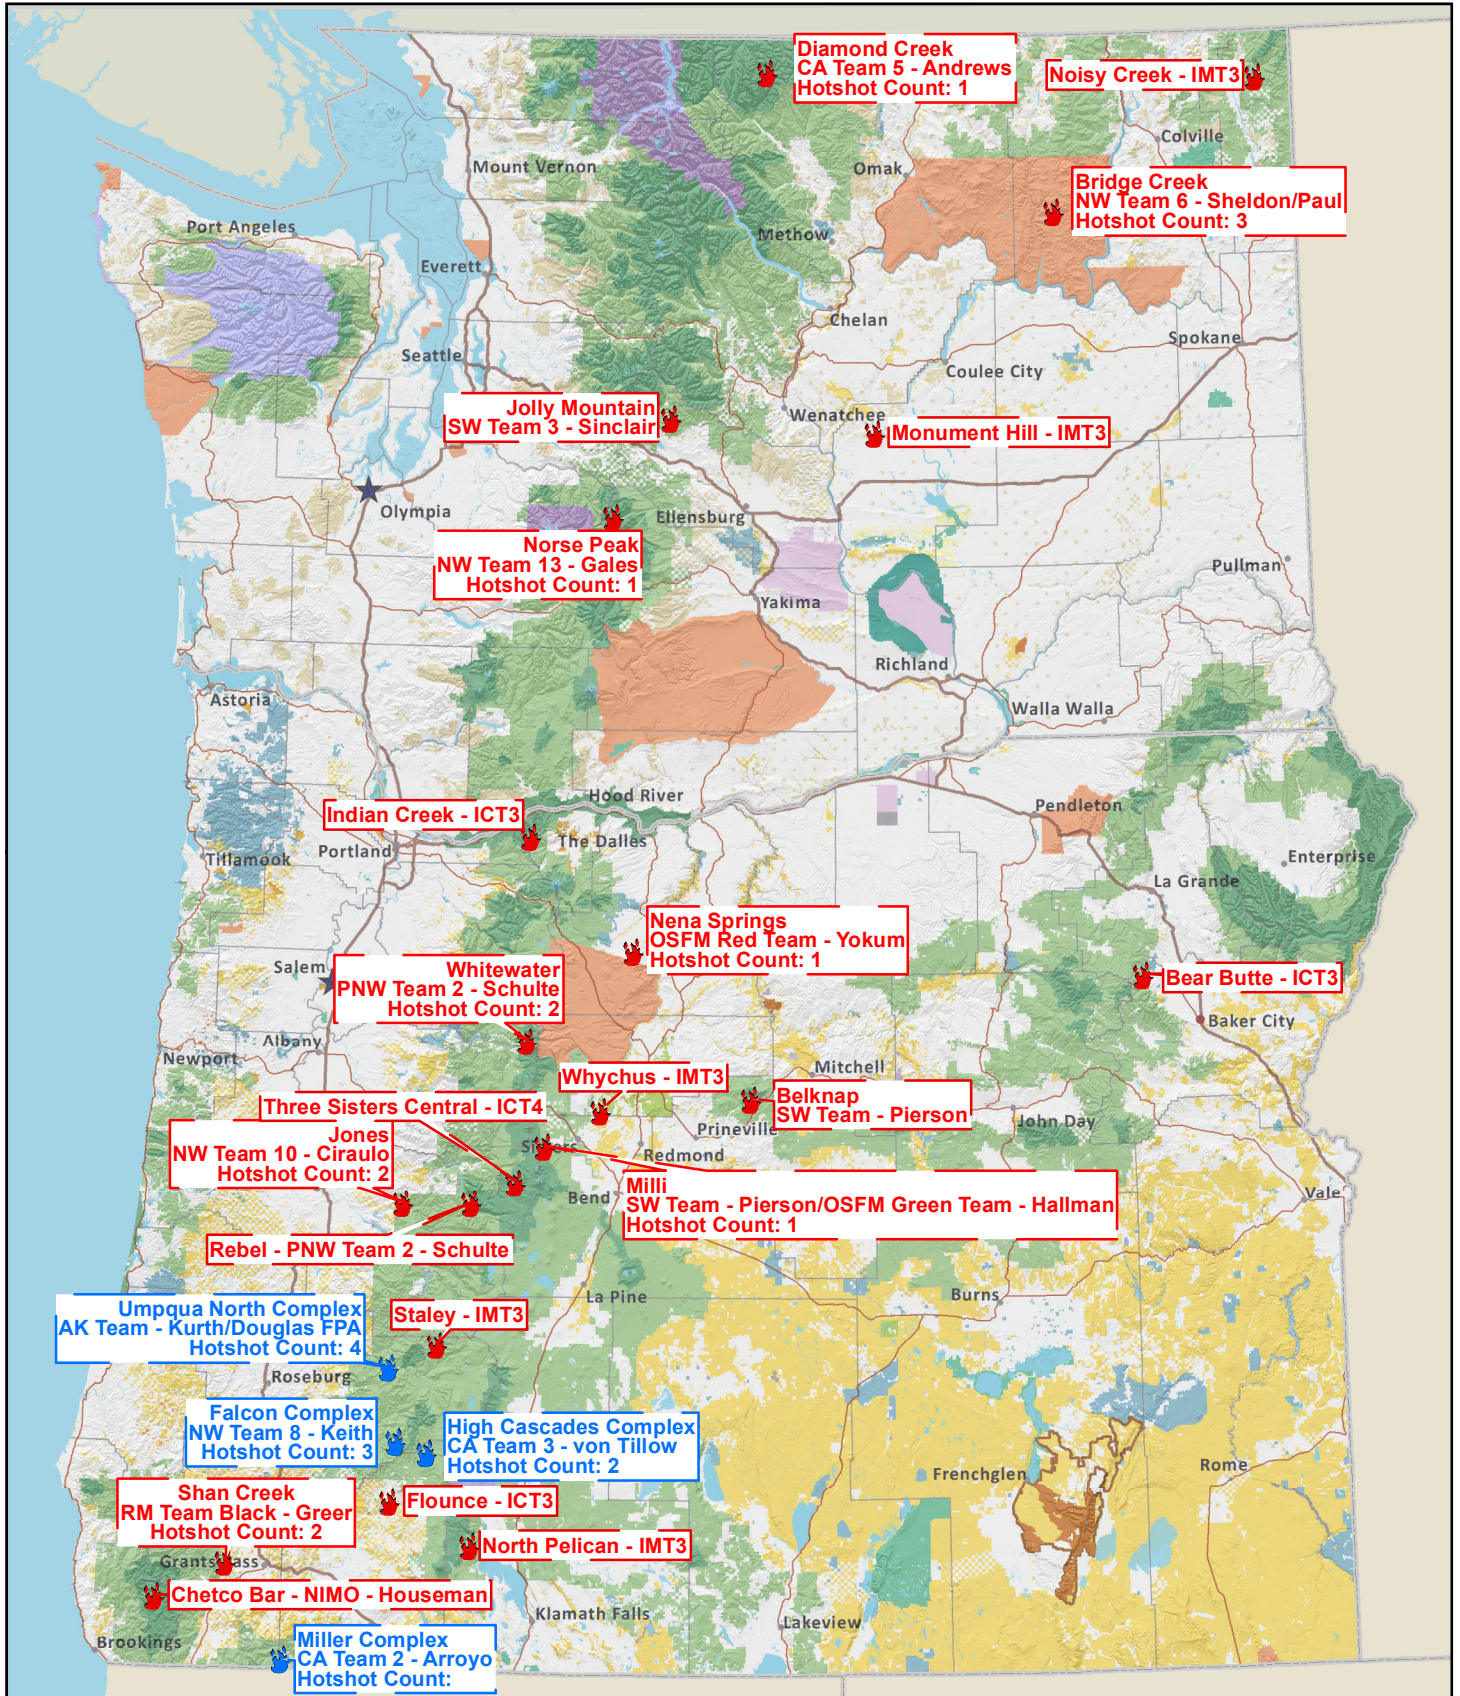 Diamond Creek
CA Team 5 - Andrews
Hotshot Count: 1
Noisy Creek - IMT3
Colville
Mount Vernon
Omak
Bridge Creek
NW Team 6 - Sheldon/Paul
Hotshot Count: 3
Port Angeles
Methow
Everett
Chelan
Spokane
Seattle
Coulee City
Jolly Mountain
SW Team 3 - Sinclair
Wenatchee
Monument Hill - IMT3
Olympia
Ellensburg
Norse Peak
NW Team 13 - Gales
Hotshot Count: 1
Pullman
Yakima
Richland
Astoria
Walla Walla
Hood River
Pendleton
Indian Creek - ICT3
The Dalles
Portland
Tillamook
Enterprise
La Grande
Nena Springs
OSFM Red Team - Yokum
Hotshot Count: 1
Salem
Whitewater
PNW Team 2 - Schulte
Hotshot Count: 2
Bear Butte - ICT3
Baker City
Albany
Newport
Mitchell
Whychus - IMT3
Belknap
SW Team - Pierson
Three Sisters Central - ICT4
John Day
Prineville
Jones
NW Team 10 - Ciraulo
Hotshot Count: 2
Sisters
Redmond
Milli
SW Team - Pierson/OSFM Green Team - Hallman
Hotshot Count: 1
Bend
Vale
Rebel - PNW Team 2 - Schulte
La Pine
Burns
Umpqua North Complex
AK Team - Kurth/Douglas FPA
Hotshot Count: 4
Staley - IMT3
Roseburg
Falcon Complex
NW Team 8 - Keith
Hotshot Count: 3
High Cascades Complex
CA Team 3 - von Tillow
Hotshot Count: 2
Frenchglen
Rome
Shan Creek
RM Team Black - Greer
Hotshot Count: 2
Flounce - ICT3
North Pelican - IMT3
Grants Pass
Chetco Bar - NIMO - Houseman
Klamath Falls
Lakeview
Brookings
Miller Complex
CA Team 2 - Arroyo
Hotshot Count: